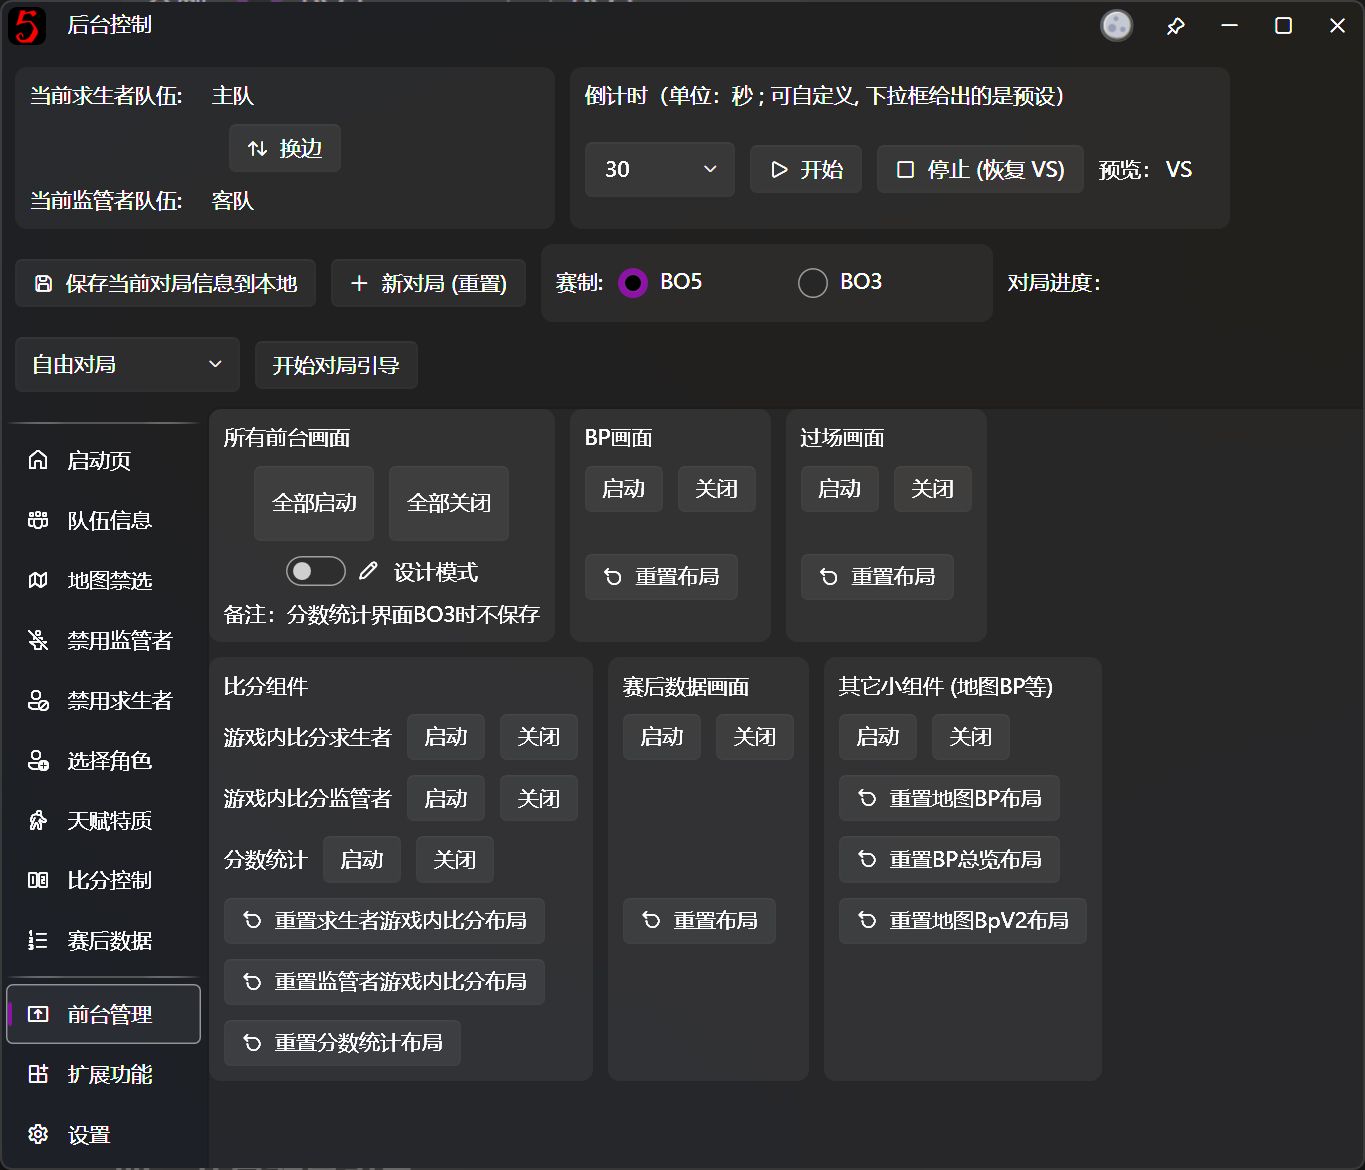 后台控制
当前求生者队伍: 主队
换边
当前监管者队伍: 客队
倒计时（单位：秒 ; 可自定义, 下拉框给出的是预设）
30 开始 停止 (恢复 VS) 预览： VS
保存当前对局信息到本地 新对局 (重置) 赛制: BO5 BO3 对局进度：
自由对局 开始对局引导
启动页
队伍信息
地图禁选
禁用监管者
禁用求生者
选择角色
天赋特质
比分控制
赛后数据
前台管理
扩展功能
设置
所有前台画面
全部启动 全部关闭
设计模式
备注：分数统计界面BO3时不保存
BP画面
启动 关闭
重置布局
过场画面
启动 关闭
重置布局
比分组件
游戏内比分求生者 启动 关闭
游戏内比分监管者 启动 关闭
分数统计 启动 关闭
重置求生者游戏内比分布局
重置监管者游戏内比分布局
重置分数统计布局
赛后数据画面
启动 关闭
重置布局
其它小组件 (地图BP等)
启动 关闭
重置地图BP布局
重置BP总览布局
重置地图BpV2布局